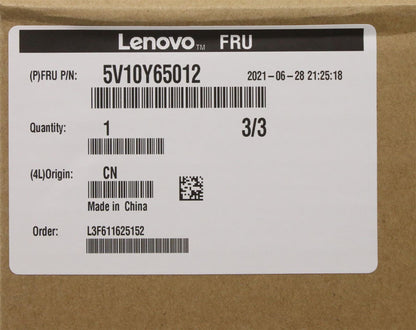 Lenovo™ FRU
(P)FRU P/N: 5V10Y65012 2021-06-28 21:25:18
Quantity: 1 3/3
(4L)Origin: CN
Made in China
Order: L3F611625152